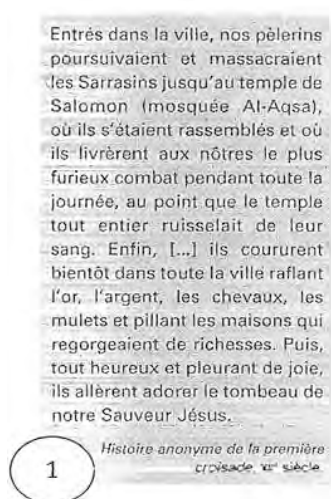 Entrés dans la ville, nos pèlerins
poursuivaient et massacraient
les Sarrasins jusqu'au temple de
Salomon (mosquée Al-Aqsa),
où ils s'étaient rassemblés et où
ils livrèrent aux nôtres le plus
furieux combat pendant toute la
journée, au point que le temple
tout entier ruisselait de leur
sang. Enfin, [...] ils coururent
bientôt dans toute la ville raflant
l'or, l'argent, les chevaux, les
mulets et pillant les maisons qui
regorgeaient de richesses. Puis,
tout heureux et pleurant de joie,
ils allèrent adorer le tombeau de
notre Sauveur Jésus.
Histoire anonyme de la première
croisade, siècle
1